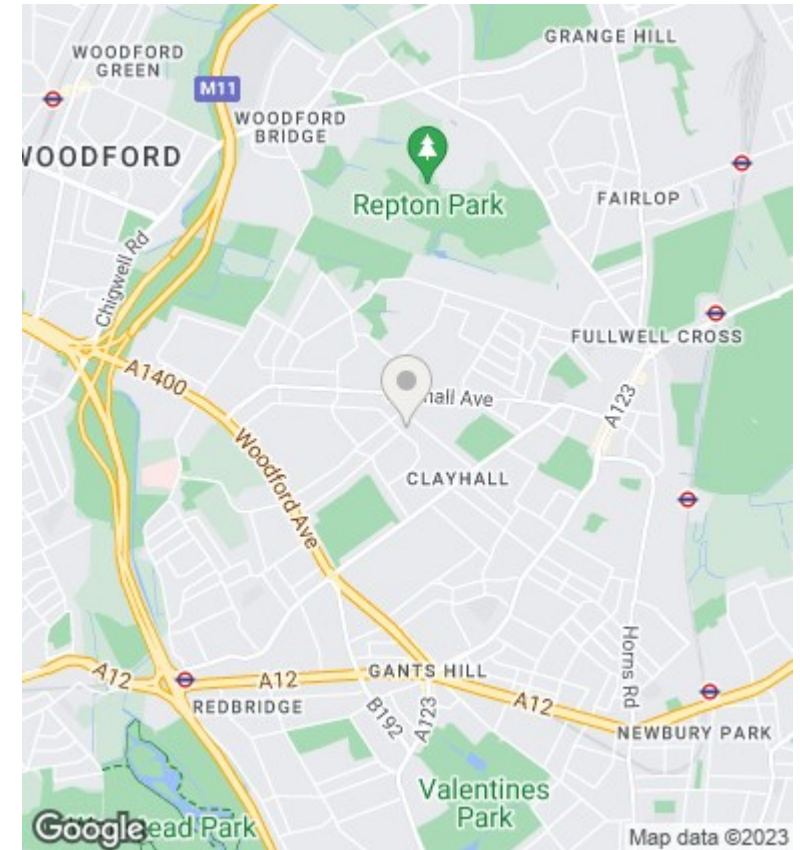 WOODFORD
GREEN
GRANGE HILL
M11
WOODFORD
BRIDGE
WOODFORD
Repton Park
FAIRLOP
Chigwell Rd
FULLWELL CROSS
A1400
hall Ave
A123
Woodford Ave
CLAYHALL
Horns Rd
A12
A12
GANTS HILL
REDBRIDGE
B192
A123
A12
NEWBURY PARK
Valentines
Park
Google
ead Park
Map data ©2023